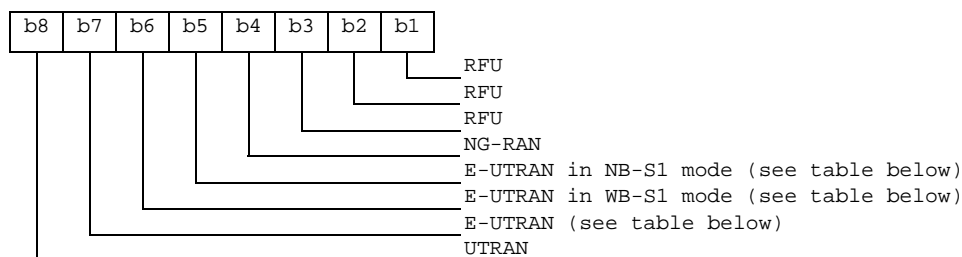 b8 b7 b6 b5 b4 b3 b2 b1
RFU
RFU
RFU
NG-RAN
E-UTRAN in NB-S1 mode (see table below)
E-UTRAN in WB-S1 mode (see table below)
E-UTRAN (see table below)
UTRAN